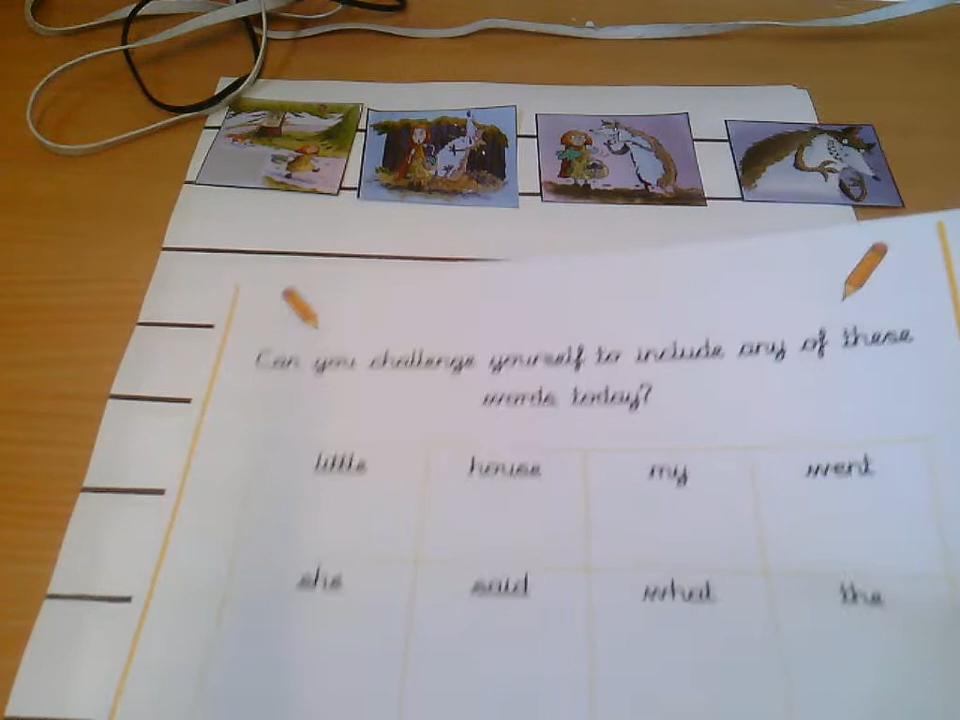 Can you challenge yourself to include any of these
words today?
little house my went
she said what the